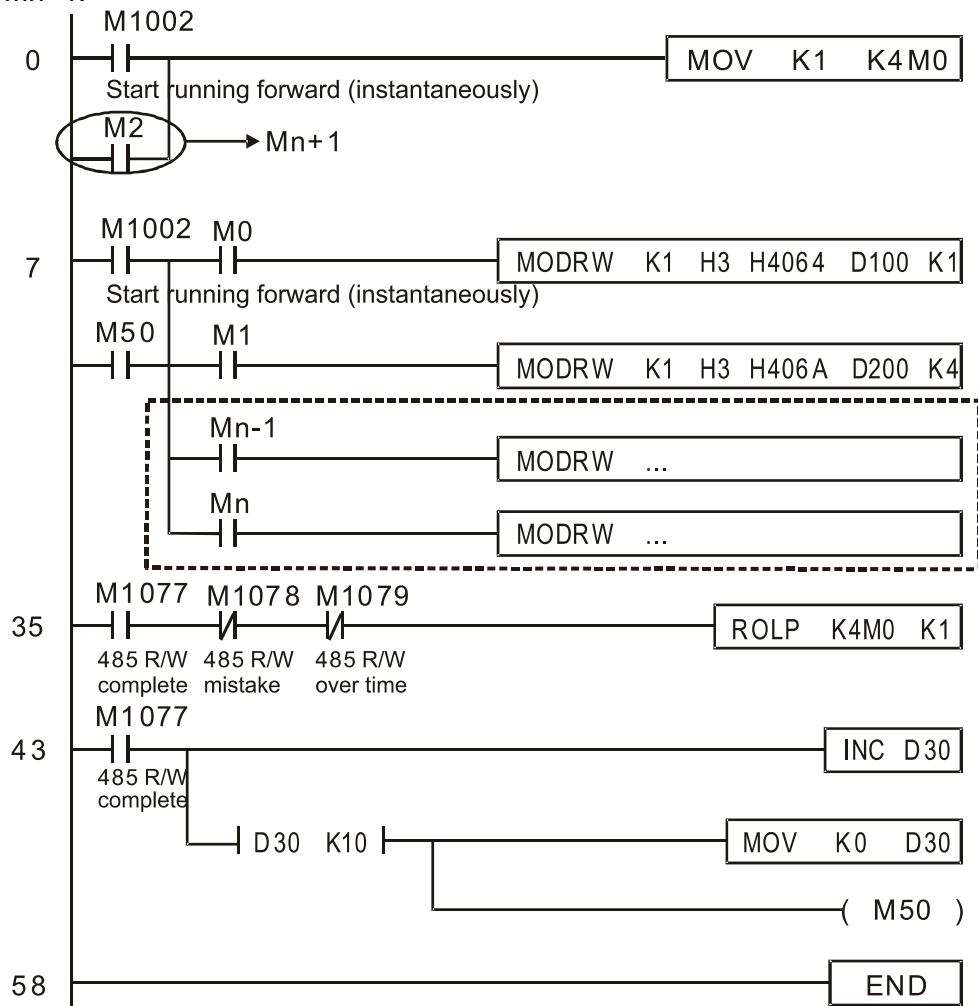 M1002
0
MOV K1 K4M0
Start running forward (instantaneously)
M2
Mn+1
M1002 M0
7
MODRW K1 H3 H4064 D100 K1
Start running forward (instantaneously)
M50 M1
MODRW K1 H3 H406A D200 K4
Mn-1
MODRW ...
Mn
MODRW ...
M1077 M1078 M1079
35
ROLP K4M0 K1
485 R/W 485 R/W 485 R/W
complete mistake over time
M1077
43
INC D30
485 R/W
complete
D30 K10
MOV K0 D30
( M50 )
58
END